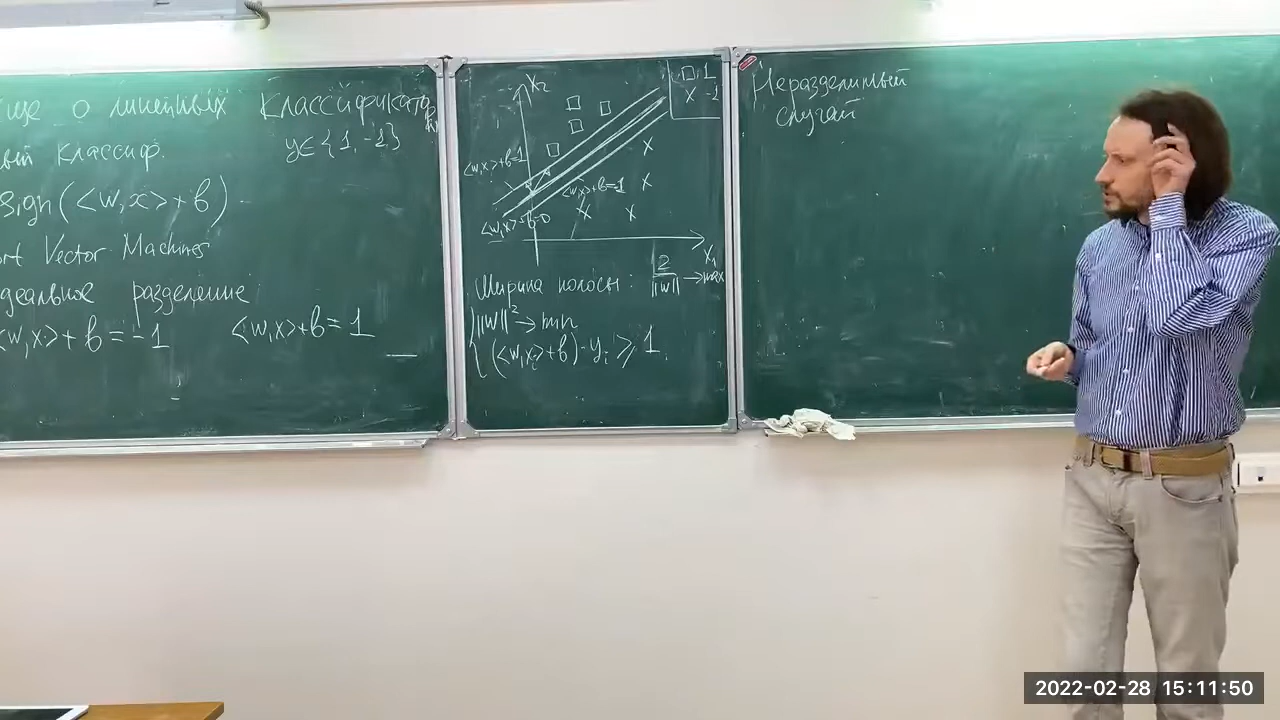 еще о линейных классификатор
y∈{1,-1}
классиф.
sign(<w,x>+b)
Vector Machines
разделение
<w,x>+b=-1
<w,x>+b=1
x₂
□ 1
x -1
<w,x>+b=1
<w,x>+b=-1
<w,x>+b=0
x₁
Ширина полосы: 2/||w|| → max
||w||² → min
(<w,xᵢ>+b)·yᵢ ⩾ 1
Неразделимый
случай
2022-02-28 15:11:50